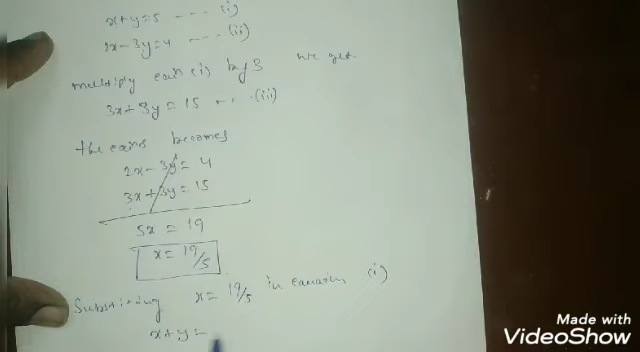 x+y=5 ---- (i)
2x-3y=4 --- (ii)
multiply eqn (i) by 3 we get
3x+3y=15 --- (iii)
the eqns becomes
2x-3y=4
3x+3y=15
5x=19
x=19/5
Substituting x=19/5 in equation (i)
x+y=
Made with
VideoShow